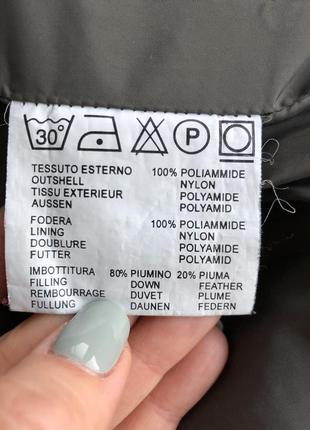 30° P
TESSUTO ESTERNO 100% POLIAMMIDE
OUTSHELL NYLON
TISSU EXTERIEUR POLYAMIDE
AUSSEN POLYAMID
FODERA 100% POLIAMMIDE
LINING NYLON
DOUBLURE POLYAMIDE
FUTTER POLYAMID
IMBOTTITURA 80% PIUMINO 20% PIUMA
FILLING DOWN FEATHER
REMBOURRAGE DUVET PLUME
FULLUNG DAUNEN FEDERN